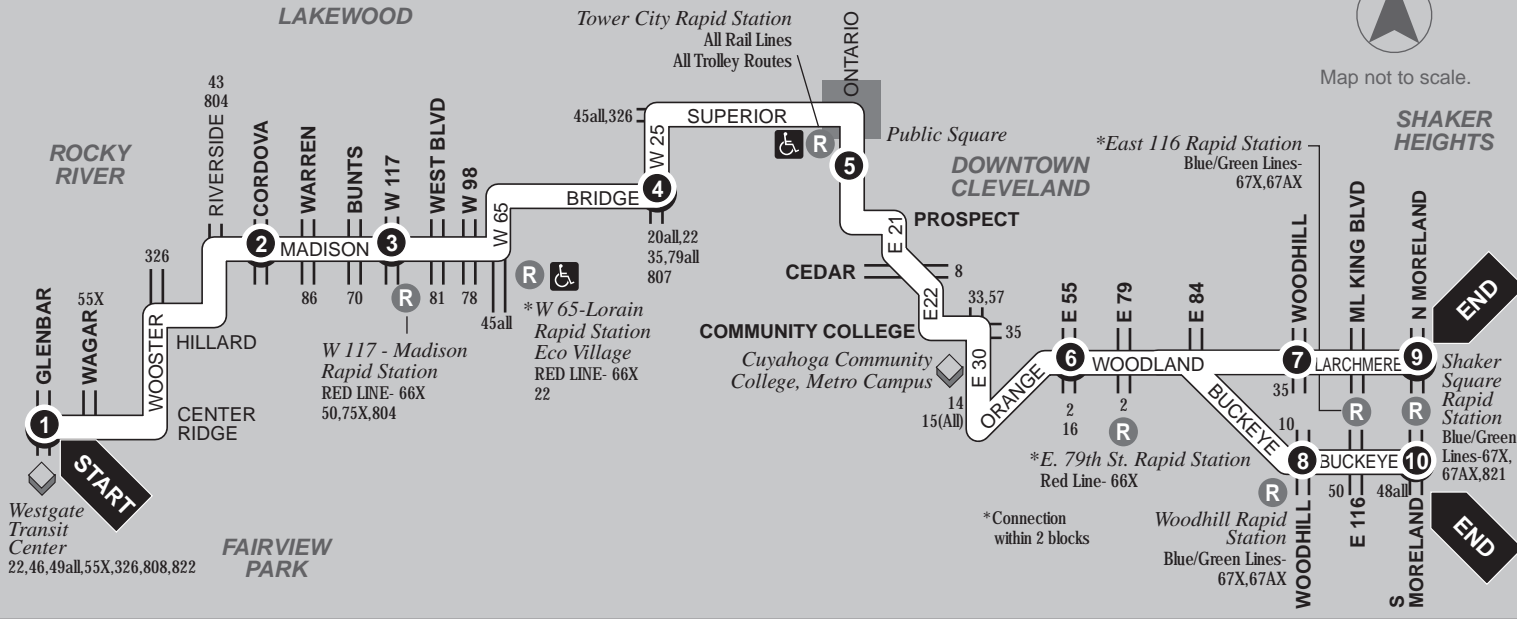 LAKEWOOD
Tower City Rapid Station
All Rail Lines
All Trolley Routes
ONTARIO
Map not to scale.
SHAKER
HEIGHTS
43
804
RIVERSIDE
CORDOVA
WARREN
BUNTS
W 117
WEST BLVD
W 98
45all,326
W 25
SUPERIOR
R
5
Public Square
DOWNTOWN
CLEVELAND
*East 116 Rapid Station
Blue/Green Lines-
67X,67AX
ROCKY
RIVER
326
2
MADISON
3
W 65
BRIDGE
4
20all,22
35,79all
807
PROSPECT
E 21
CEDAR
8
E22
33,57
COMMUNITY COLLEGE
35
Cuyahoga Community
College, Metro Campus
E 30
14
15(All)
ORANGE
86
70
R
81
78
45all
R
*W 65-Lorain
Rapid Station
Eco Village
RED LINE- 66X
22
W 117 - Madison
Rapid Station
RED LINE- 66X
50,75X,804
GLENBAR
WAGAR
55X
WOOSTER
HILLARD
CENTER
RIDGE
1
START
Westgate
Transit
Center
22,46,49all,55X,326,808,822
FAIRVIEW
PARK
E 55
E 79
E 84
WOODHILL
ML KING BLVD
N MORELAND
END
6
WOODLAND
7
LARCHMERE
9
2
16
2
R
*E. 79th St. Rapid Station
Red Line- 66X
BUCKEYE
35
10
R
R
Shaker
Square
Rapid
Station
Blue/Green
Lines-67X,
67AX,821
8
BUCKEYE
10
50
48all
R
Woodhill Rapid
Station
Blue/Green Lines-
67X,67AX
WOODHILL
E 116
S
MORELAND
END
*Connection
within 2 blocks